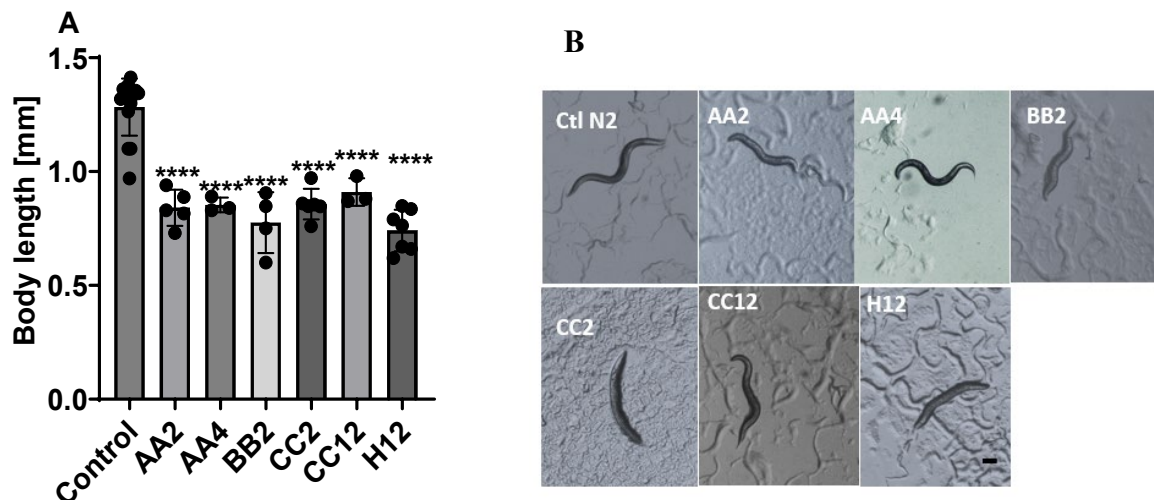 A
Body length [mm]
1.5
1.0
0.5
0.0
****
****
****
****
****
****
Control
AA2
AA4
BB2
CC2
CC12
H12
B
Ctl N2
AA2
AA4
BB2
CC2
CC12
H12